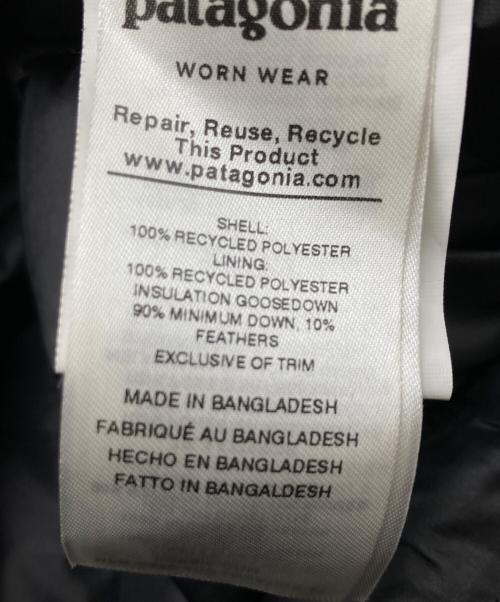 patagonia
WORN WEAR
Repair, Reuse, Recycle
This Product
www.patagonia.com
SHELL:
100% RECYCLED POLYESTER
LINING:
100% RECYCLED POLYESTER
INSULATION GOOSEDOWN
90% MINIMUM DOWN, 10%
FEATHERS
EXCLUSIVE OF TRIM
MADE IN BANGLADESH
FABRIQUÉ AU BANGLADESH
HECHO EN BANGLADESH
FATTO IN BANGALDESH